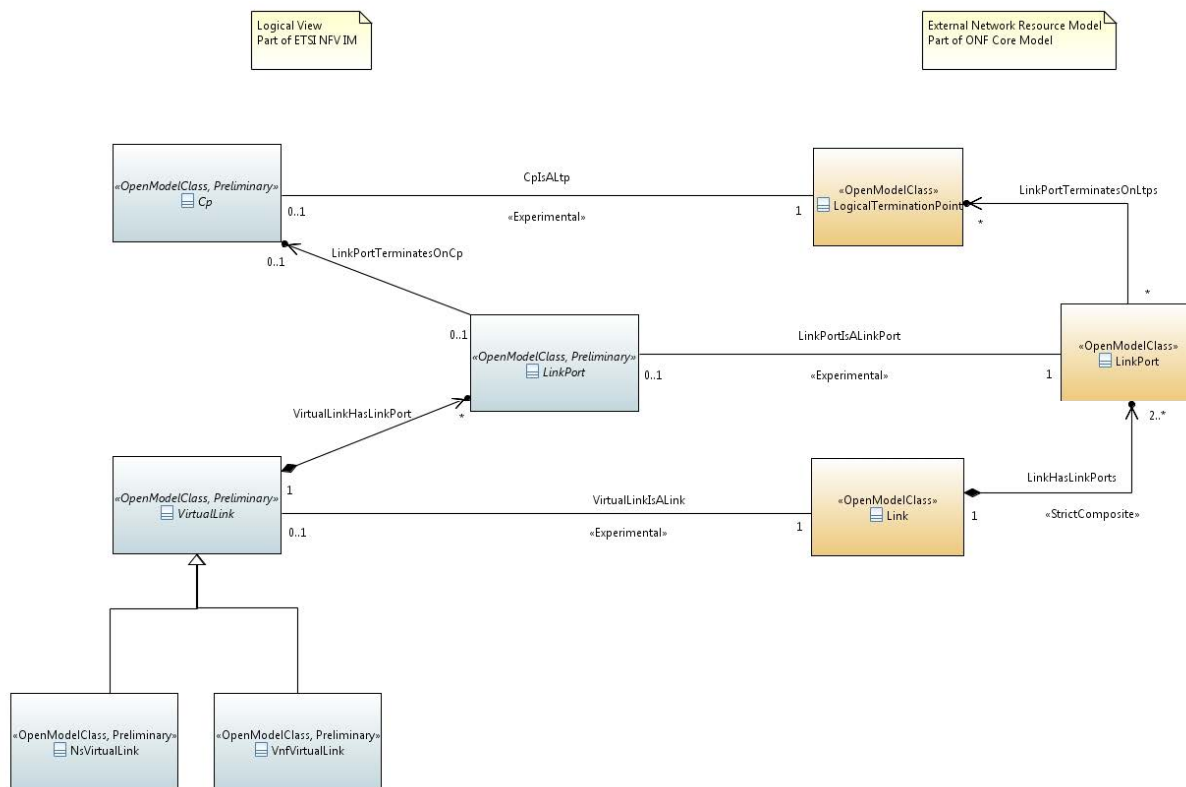 Logical View
Part of ETSI NFV IM
External Network Resource Model
Part of ONF Core Model
«OpenModelClass, Preliminary»
Cp
CpIsALtp
0..1
«Experimental»
1
«OpenModelClass»
LogicalTerminationPoint
LinkPortTerminatesOnLtps
*
0..1
LinkPortTerminatesOnCp
*
0..1
«OpenModelClass, Preliminary»
LinkPort
LinkPortIsALinkPort
0..1
«Experimental»
1
«OpenModelClass»
LinkPort
VirtualLinkHasLinkPort
*
2..*
«OpenModelClass, Preliminary»
VirtualLink
1
VirtualLinkIsALink
0..1
«Experimental»
1
«OpenModelClass»
Link
LinkHasLinkPorts
1
«StrictComposite»
«OpenModelClass, Preliminary»
NsVirtualLink
«OpenModelClass, Preliminary»
VnfVirtualLink